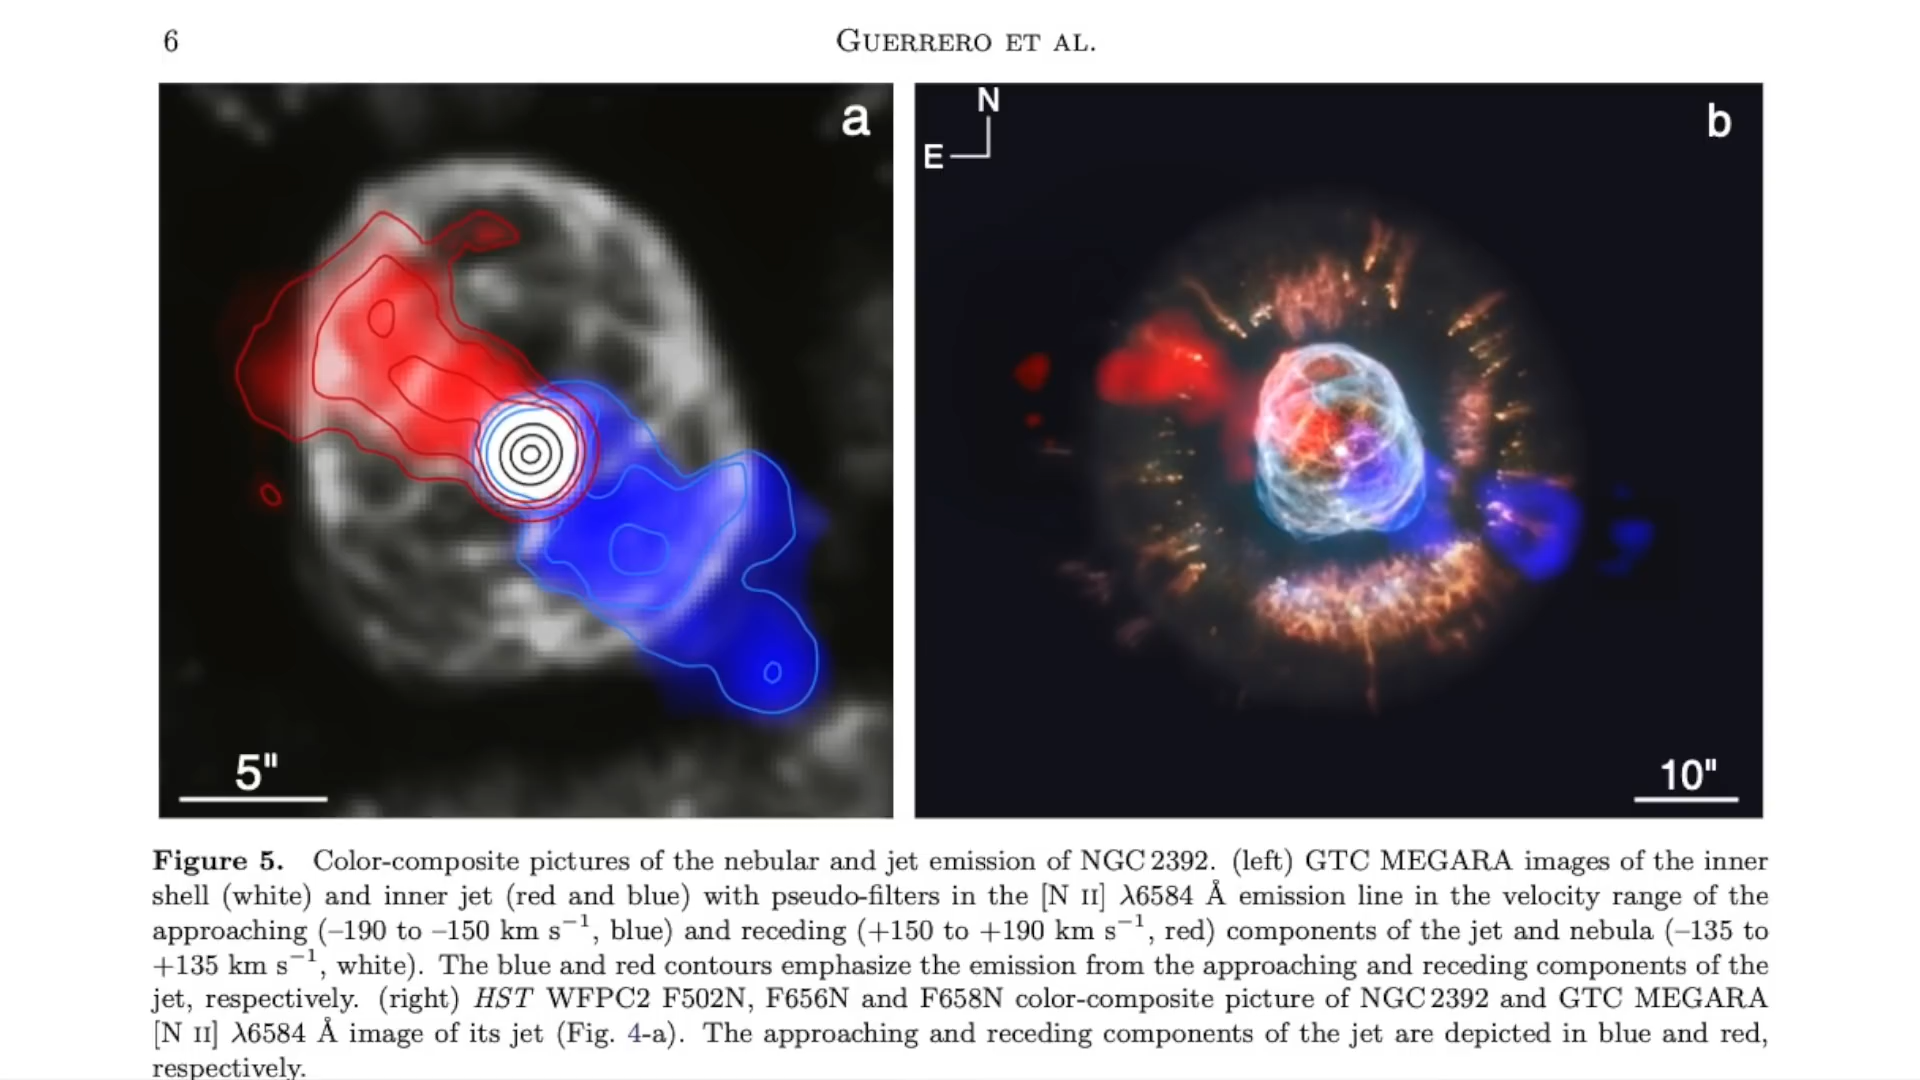 6
GUERRERO ET AL.
a
N
b
E
5"
10"
Figure 5. Color-composite pictures of the nebular and jet emission of NGC 2392. (left) GTC MEGARA images of the inner
shell (white) and inner jet (red and blue) with pseudo-filters in the [N II] λ6584 Å emission line in the velocity range of the
approaching (–190 to –150 km s⁻¹, blue) and receding (+150 to +190 km s⁻¹, red) components of the jet and nebula (–135 to
+135 km s⁻¹, white). The blue and red contours emphasize the emission from the approaching and receding components of the
jet, respectively. (right) HST WFPC2 F502N, F656N and F658N color-composite picture of NGC 2392 and GTC MEGARA
[N II] λ6584 Å image of its jet (Fig. 4-a). The approaching and receding components of the jet are depicted in blue and red,
respectively.